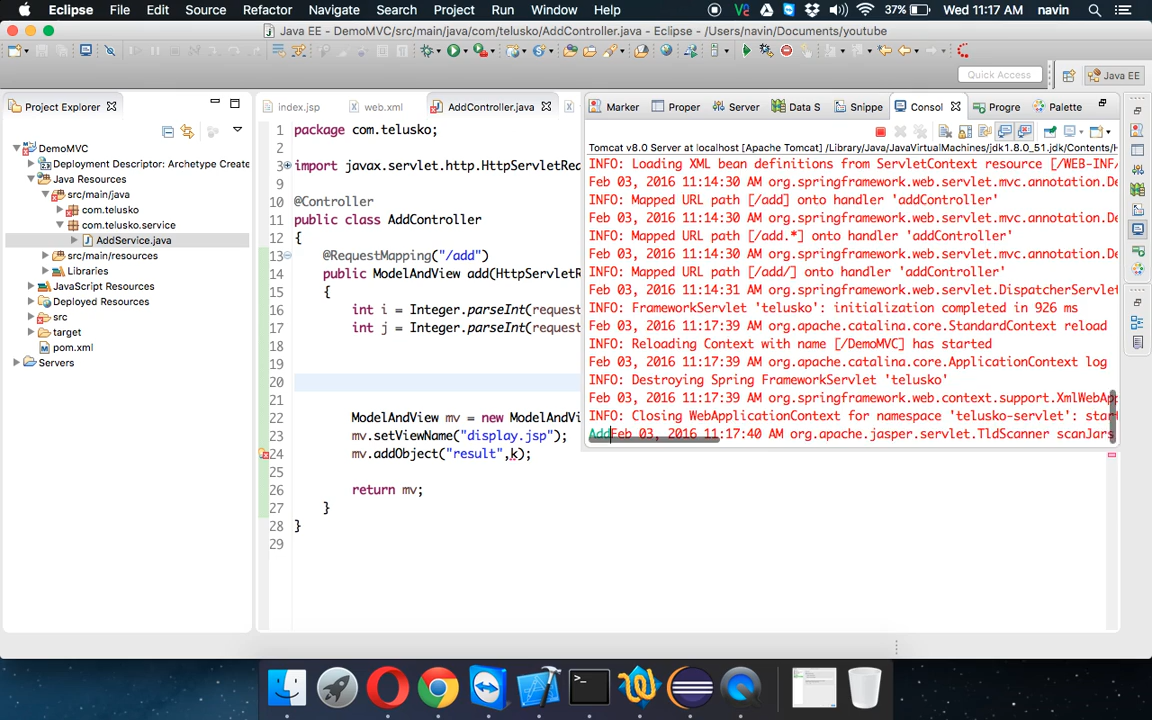 Eclipse File Edit Source Refactor Navigate Search Project Run Window Help V2 37% Wed 11:17 AM navin
Java EE - DemoMVC/src/main/java/com/telusko/AddController.java - Eclipse - /Users/navin/Documents/youtube
Quick Access Java EE
Project Explorer
DemoMVC
Deployment Descriptor: Archetype Create
Java Resources
src/main/java
com.telusko
com.telusko.service
AddService.java
src/main/resources
Libraries
JavaScript Resources
Deployed Resources
src
target
pom.xml
Servers
index.jsp web.xml AddController.java
1 package com.telusko;
2
3 import javax.servlet.http.HttpServletRec
9
10 @Controller
11 public class AddController
12 {
13 @RequestMapping("/add")
14 public ModelAndView add(HttpServletR
15 {
16 int i = Integer.parseInt(request
17 int j = Integer.parseInt(request
18
19
20
21
22 ModelAndView mv = new ModelAndVi
23 mv.setViewName("display.jsp");
24 mv.addObject("result",k);
25
26 return mv;
27 }
28 }
29
Marker Proper Server Data S Snippe Consol Progre Palette
Tomcat v8.0 Server at localhost [Apache Tomcat] /Library/Java/JavaVirtualMachines/jdk1.8.0_51.jdk/Contents/H
INFO: Loading XML bean definitions from ServletContext resource [/WEB-INF/
Feb 03, 2016 11:14:30 AM org.springframework.web.servlet.mvc.annotation.De
INFO: Mapped URL path [/add] onto handler 'addController'
Feb 03, 2016 11:14:30 AM org.springframework.web.servlet.mvc.annotation.De
INFO: Mapped URL path [/add.*] onto handler 'addController'
Feb 03, 2016 11:14:30 AM org.springframework.web.servlet.mvc.annotation.De
INFO: Mapped URL path [/add/] onto handler 'addController'
Feb 03, 2016 11:14:31 AM org.springframework.web.servlet.DispatcherServlet
INFO: FrameworkServlet 'telusko': initialization completed in 926 ms
Feb 03, 2016 11:17:39 AM org.apache.catalina.core.StandardContext reload
INFO: Reloading Context with name [/DemoMVC] has started
Feb 03, 2016 11:17:39 AM org.apache.catalina.core.ApplicationContext log
INFO: Destroying Spring FrameworkServlet 'telusko'
Feb 03, 2016 11:17:39 AM org.springframework.web.context.support.XmlWebApp
INFO: Closing WebApplicationContext for namespace 'telusko-servlet': start
AddFeb 03, 2016 11:17:40 AM org.apache.jasper.servlet.TldScanner scanJars